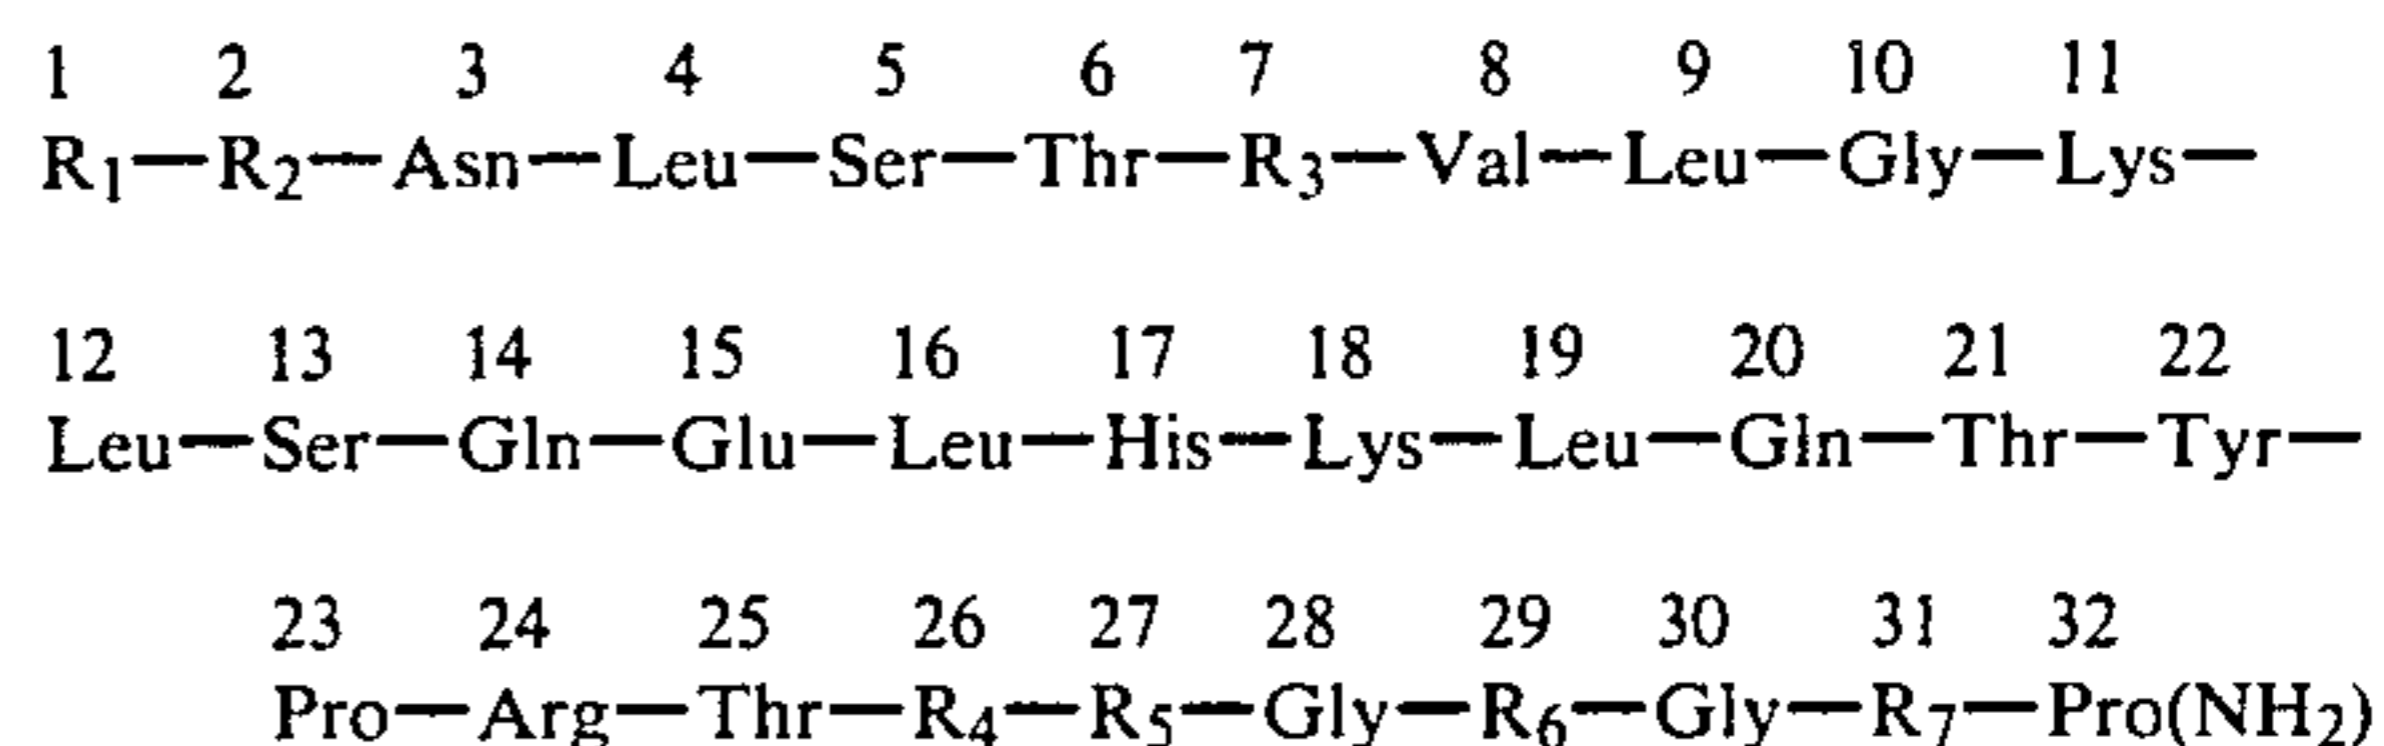 1 2 3 4 5 6 7 8 9 10 11
R₁—R₂—Asn—Leu—Ser—Thr—R₃—Val—Leu—Gly—Lys—
12 13 14 15 16 17 18 19 20 21 22
Leu—Ser—Gln—Glu—Leu—His—Lys—Leu—Gln—Thr—Tyr—
23 24 25 26 27 28 29 30 31 32
Pro—Arg—Thr—R₄—R₅—Gly—R₆—Gly—R₇—Pro(NH₂)